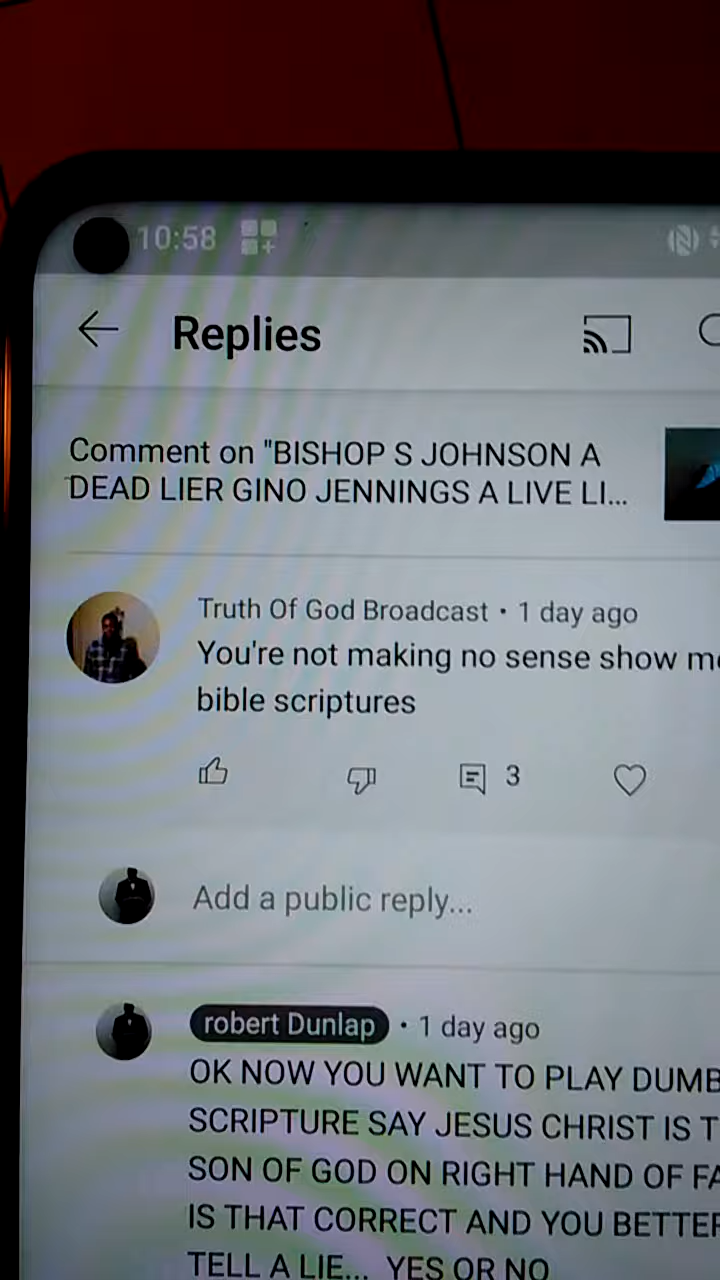 10:58
Replies
Comment on "BISHOP S JOHNSON A
DEAD LIER GINO JENNINGS A LIVE LI...
Truth Of God Broadcast • 1 day ago
You're not making no sense show
bible scriptures
3
Add a public reply...
robert Dunlap • 1 day ago
OK NOW YOU WANT TO PLAY DUMB
SCRIPTURE SAY JESUS CHRIST IS
SON OF GOD ON RIGHT HAND OF
IS THAT CORRECT AND YOU BETTER
TELL A LIE... YES OR NO